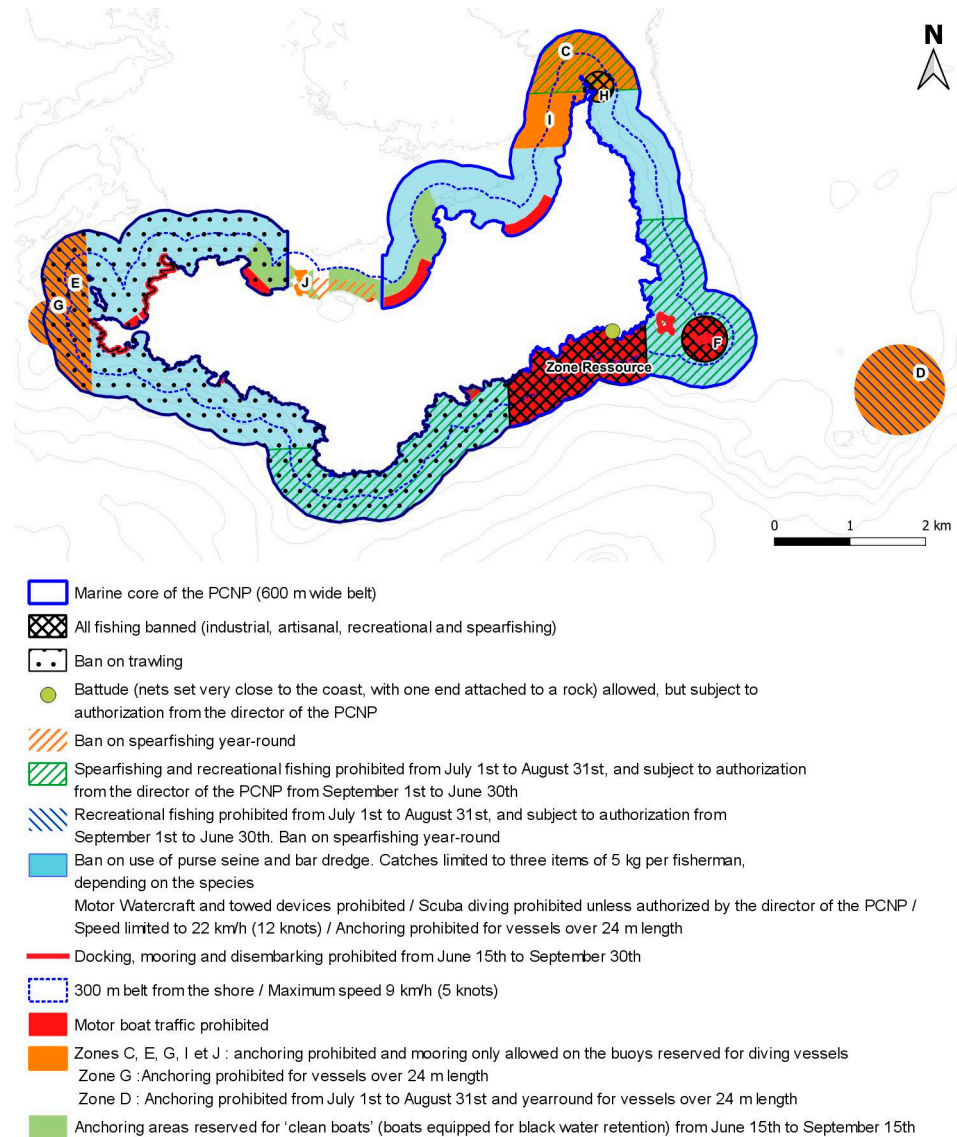 N
C
H
I
E
G
J
F
D
Zone Ressource
0 1 2 km
Marine core of the PCNP (600 m wide belt)
All fishing banned (industrial, artisanal, recreational and spearfishing)
Ban on trawling
Battude (nets set very close to the coast, with one end attached to a rock) allowed, but subject to
authorization from the director of the PCNP
Ban on spearfishing year-round
Spearfishing and recreational fishing prohibited from July 1st to August 31st, and subject to authorization
from the director of the PCNP from September 1st to June 30th
Recreational fishing prohibited from July 1st to August 31st, and subject to authorization from
September 1st to June 30th. Ban on spearfishing year-round
Ban on use of purse seine and bar dredge. Catches limited to three items of 5 kg per fisherman,
depending on the species
Motor Watercraft and towed devices prohibited / Scuba diving prohibited unless authorized by the director of the PCNP /
Speed limited to 22 km/h (12 knots) / Anchoring prohibited for vessels over 24 m length
Docking, mooring and disembarking prohibited from June 15th to September 30th
300 m belt from the shore / Maximum speed 9 km/h (5 knots)
Motor boat traffic prohibited
Zones C, E, G, I et J : anchoring prohibited and mooring only allowed on the buoys reserved for diving vessels
Zone G :Anchoring prohibited for vessels over 24 m length
Zone D : Anchoring prohibited from July 1st to August 31st and yearround for vessels over 24 m length
Anchoring areas reserved for 'clean boats' (boats equipped for black water retention) from June 15th to September 15th